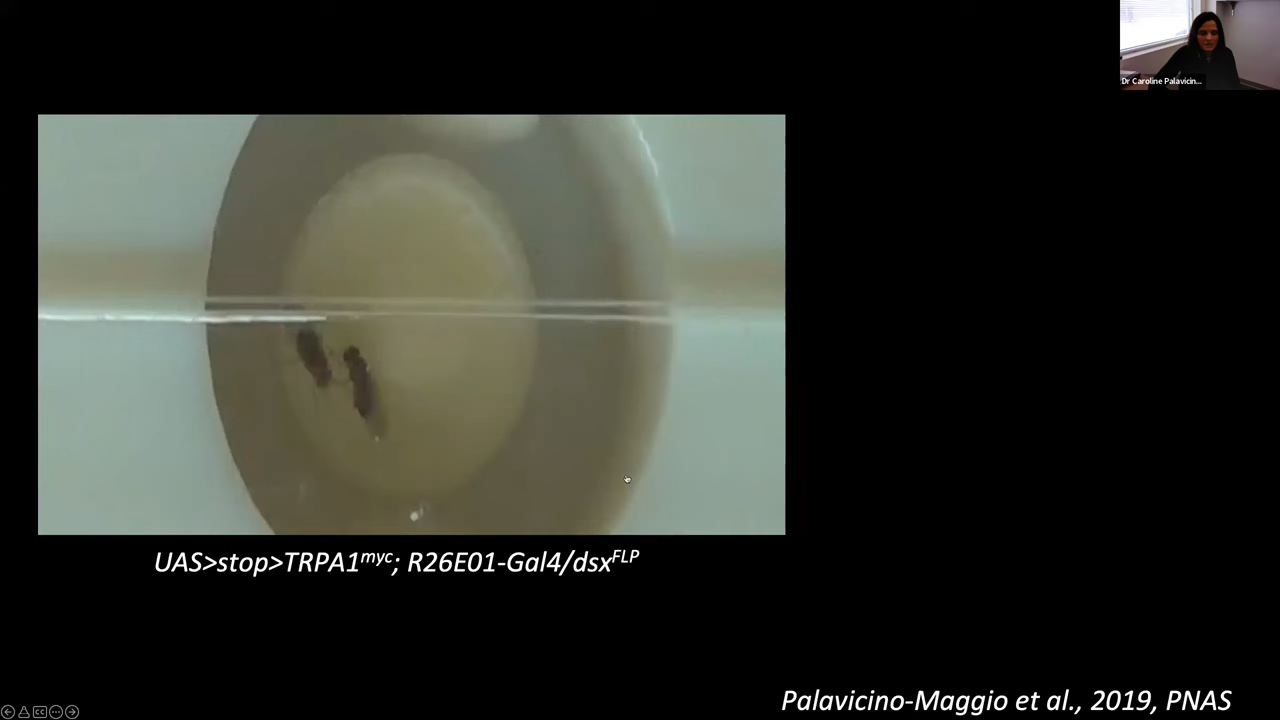 Dr Caroline Palavicin...
UAS>stop>TRPA1myc; R26E01-Gal4/dsxFLP
Palavicino-Maggio et al., 2019, PNAS